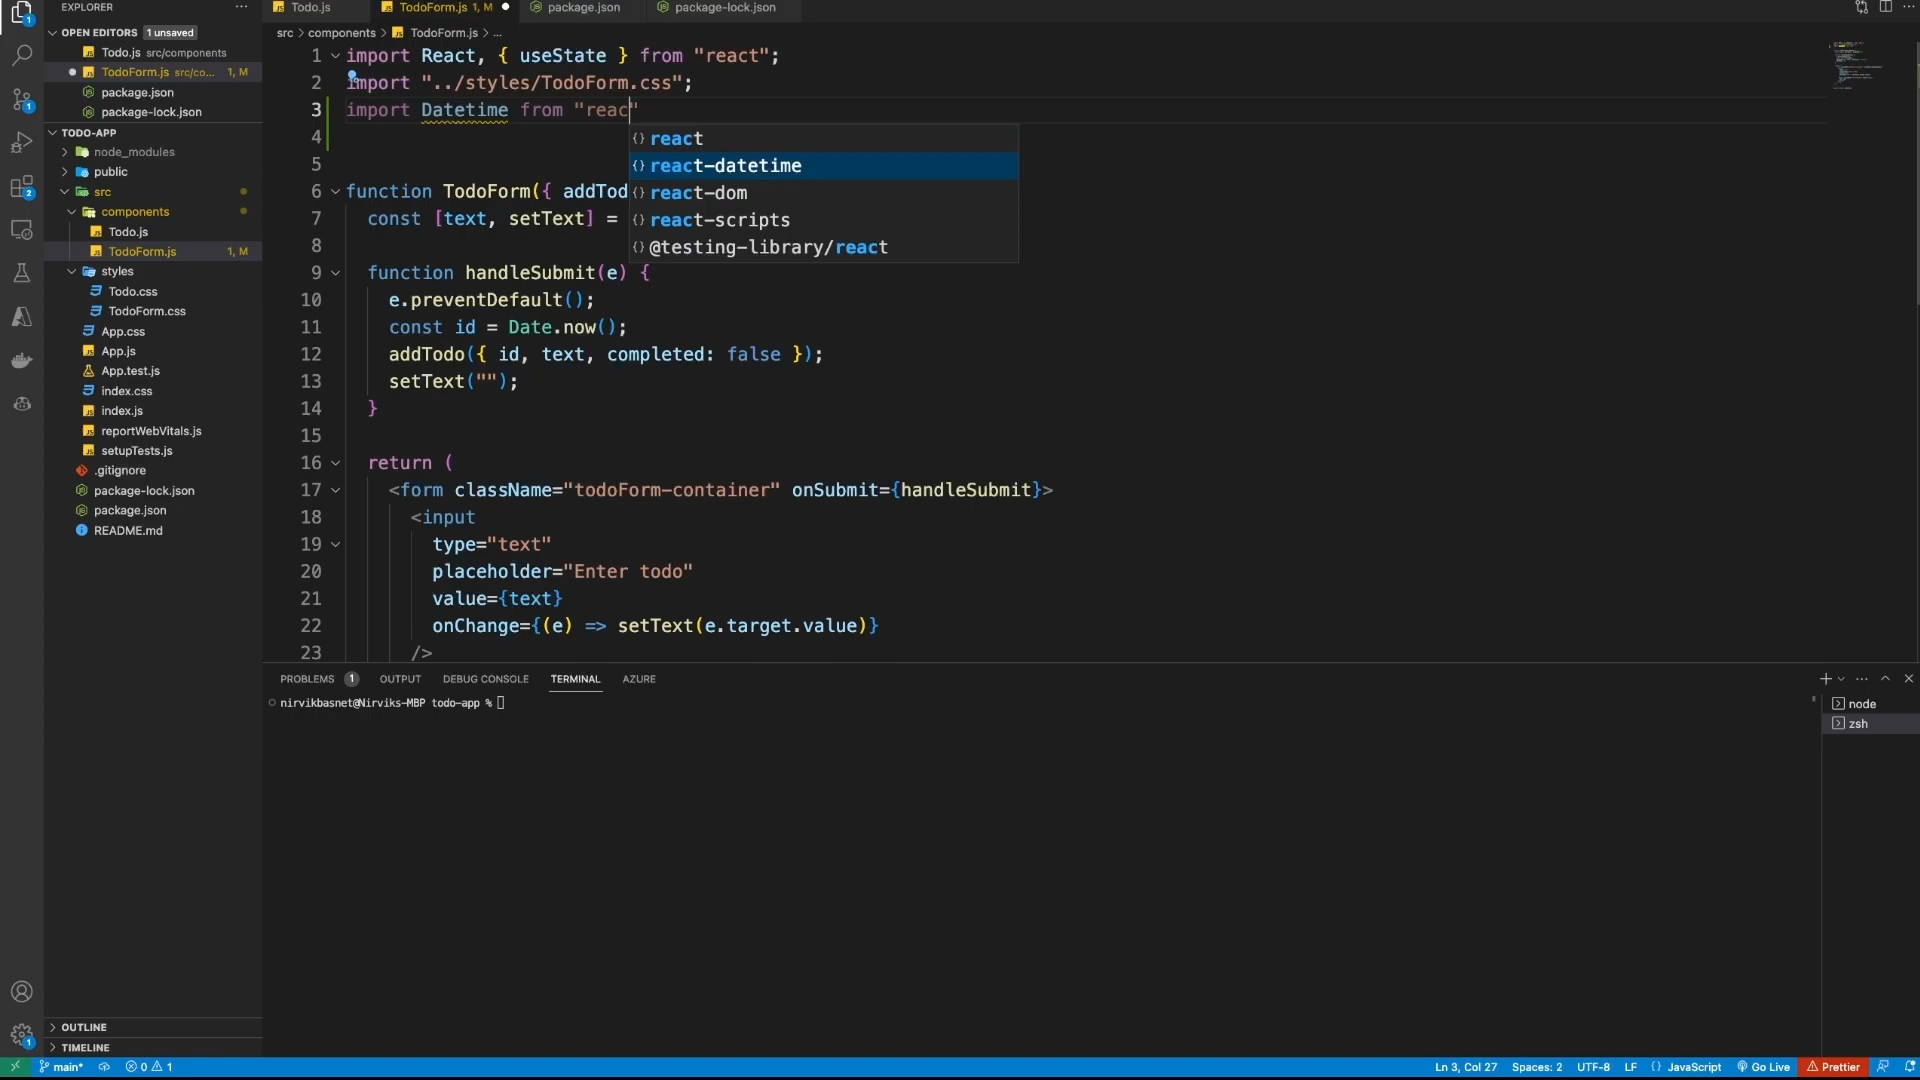 EXPLORER
OPEN EDITORS 1 unsaved
Todo.js src/components
TodoForm.js src/co... 1, M
package.json
package-lock.json
TODO-APP
node_modules
public
src
components
Todo.js
TodoForm.js 1, M
styles
Todo.css
TodoForm.css
App.css
App.js
App.test.js
index.css
index.js
reportWebVitals.js
setupTests.js
.gitignore
package-lock.json
package.json
README.md
OUTLINE
TIMELINE
Todo.js TodoForm.js 1, M package.json package-lock.json
src > components > TodoForm.js > ...
1 import React, { useState } from "react";
2 import "../styles/TodoForm.css";
3 import Datetime from "reac"
4
5
6 function TodoForm({ addTod
7 const [text, setText] =
8
9 function handleSubmit(e) {
10 e.preventDefault();
11 const id = Date.now();
12 addTodo({ id, text, completed: false });
13 setText("");
14 }
15
16 return (
17 <form className="todoForm-container" onSubmit={handleSubmit}>
18 <input
19 type="text"
20 placeholder="Enter todo"
21 value={text}
22 onChange={(e) => setText(e.target.value)}
23 />
react
react-datetime
react-dom
react-scripts
@testing-library/react
PROBLEMS 1 OUTPUT DEBUG CONSOLE TERMINAL AZURE
nirvikbasnet@Nirviks-MBP todo-app %
node
zsh
main* 0 1 Ln 3, Col 27 Spaces: 2 UTF-8 LF {} JavaScript Go Live Prettier